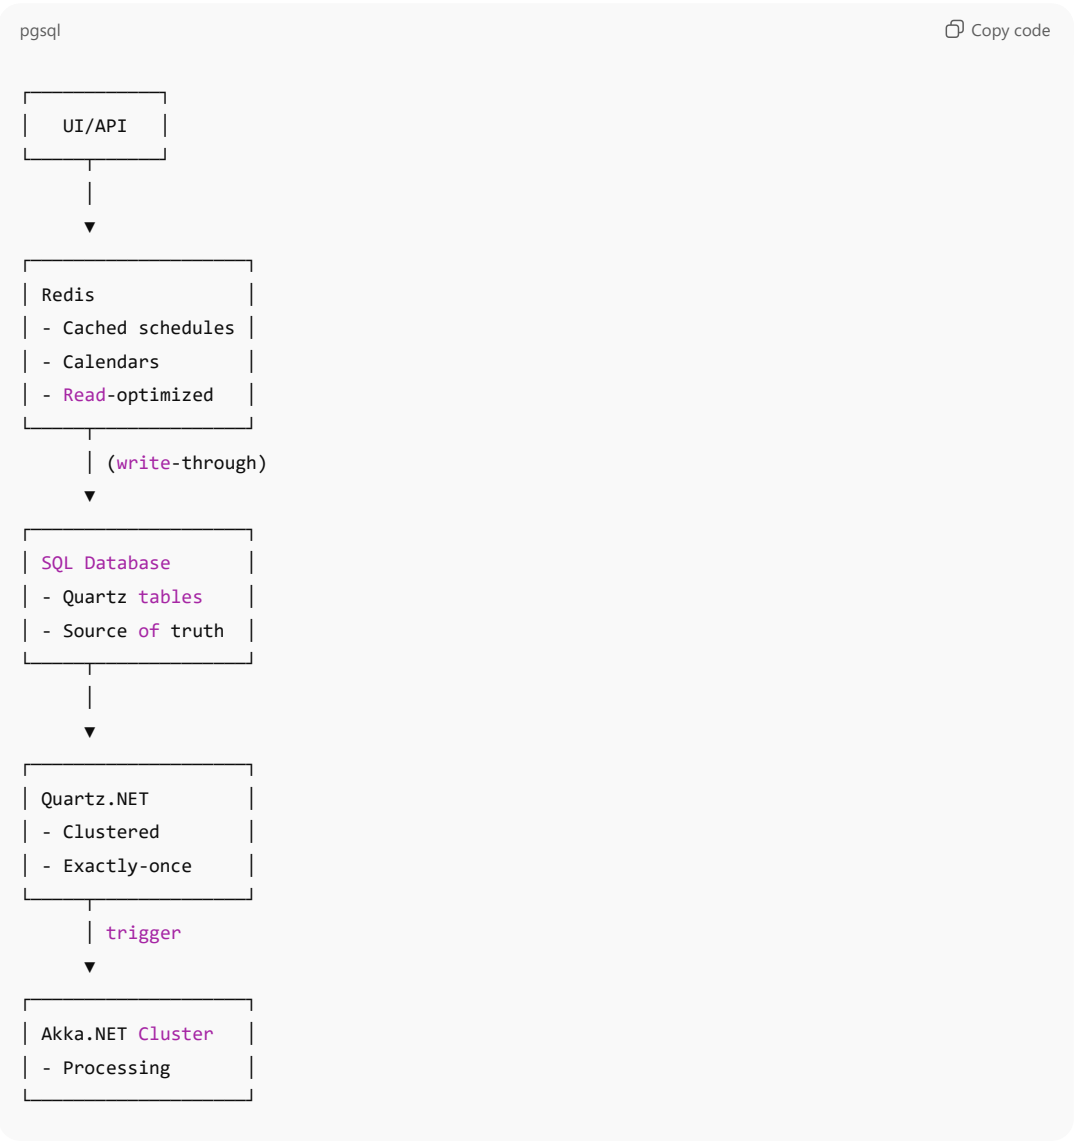 pgsql
Copy code
UI/API
▼
Redis
- Cached schedules
- Calendars
- Read-optimized
(write-through)
▼
SQL Database
- Quartz tables
- Source of truth
▼
Quartz.NET
- Clustered
- Exactly-once
trigger
▼
Akka.NET Cluster
- Processing